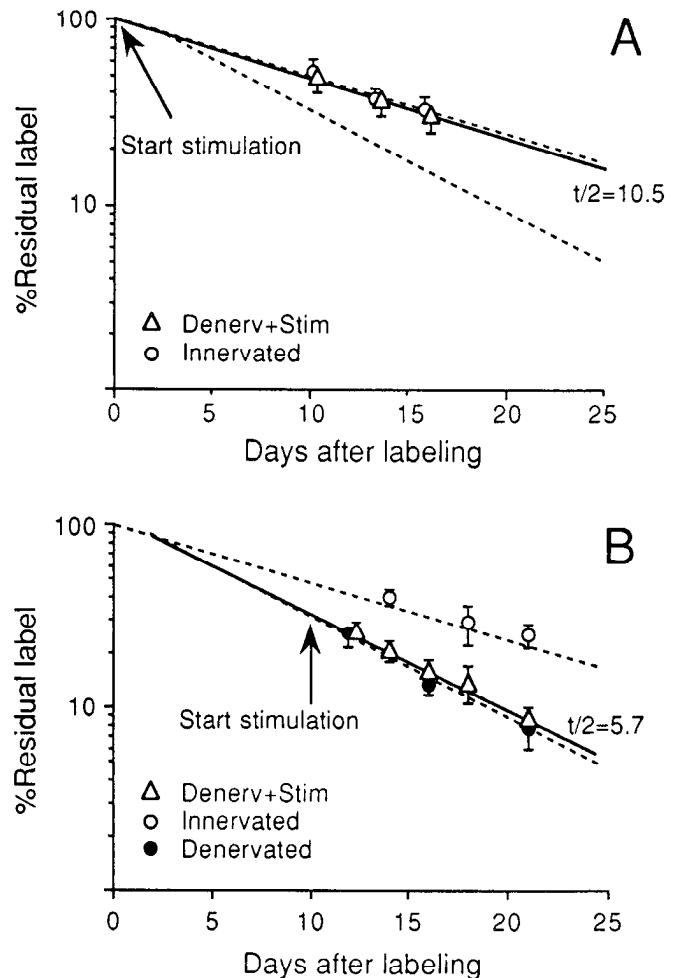 A
100
10
0 5 10 15 20 25
%Residual label
Days after labeling
Start stimulation
t/2=10.5
Denerv+Stim
Innervated
B
100
10
0 5 10 15 20 25
%Residual label
Days after labeling
Start stimulation
t/2=5.7
Denerv+Stim
Innervated
Denervated